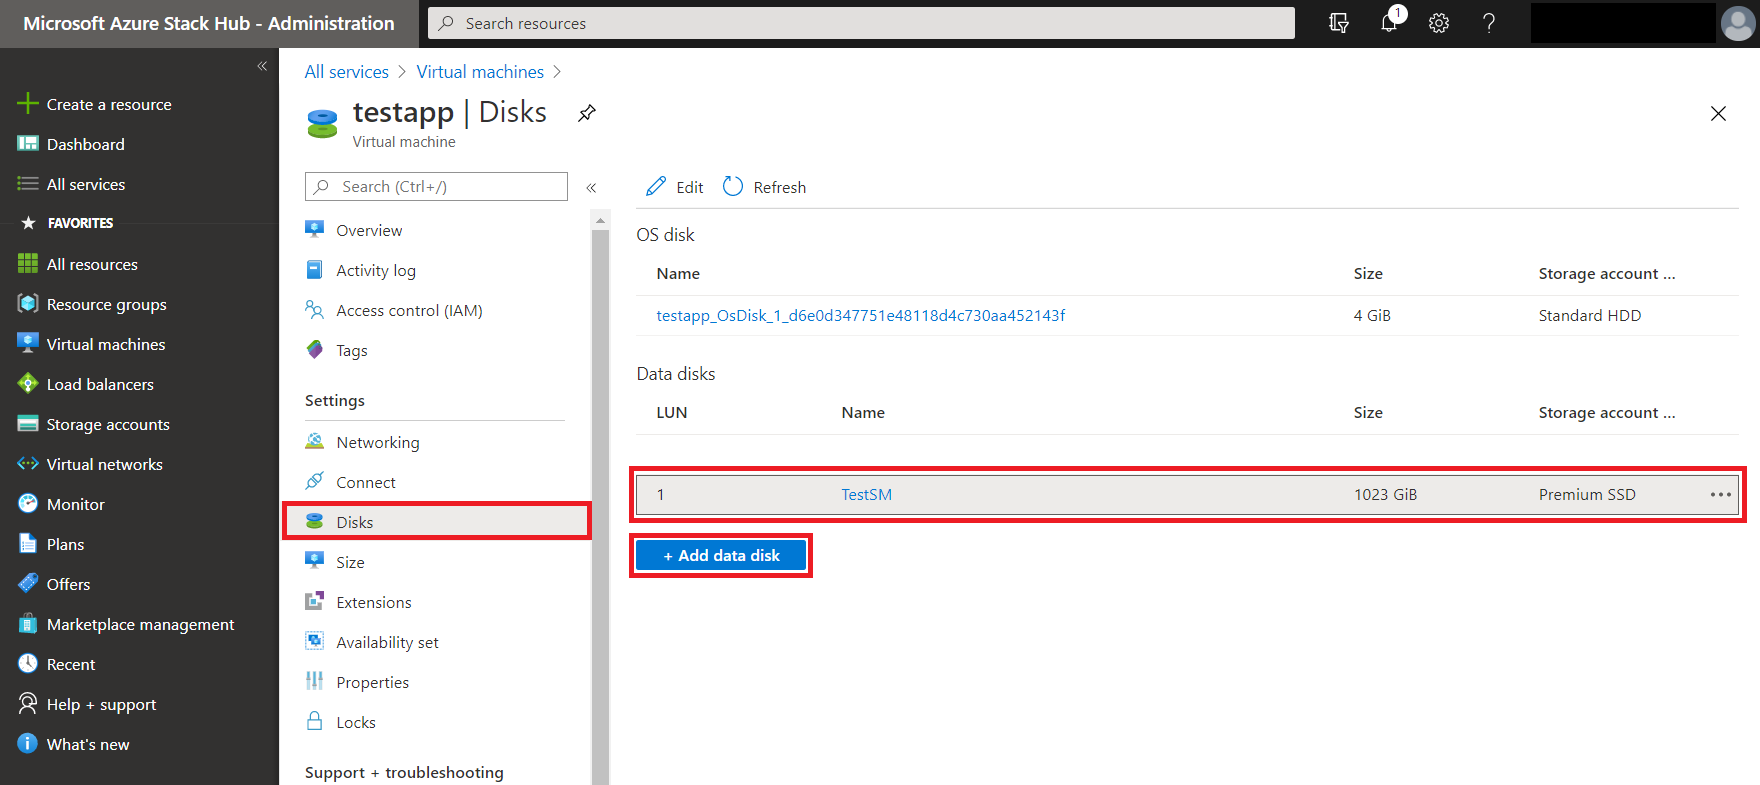 Microsoft Azure Stack Hub - Administration
Search resources
1
Create a resource
Dashboard
All services
FAVORITES
All resources
Resource groups
Virtual machines
Load balancers
Storage accounts
Virtual networks
Monitor
Plans
Offers
Marketplace management
Recent
Help + support
What's new
All services > Virtual machines >
testapp | Disks
Virtual machine
Search (Ctrl+/)
Overview
Activity log
Access control (IAM)
Tags
Settings
Networking
Connect
Disks
Size
Extensions
Availability set
Properties
Locks
Support + troubleshooting
Edit Refresh
OS disk
Name Size Storage account ...
testapp_OsDisk_1_d6e0d347751e48118d4c730aa452143f 4 GiB Standard HDD
Data disks
LUN Name Size Storage account ...
1 TestSM 1023 GiB Premium SSD ...
+ Add data disk